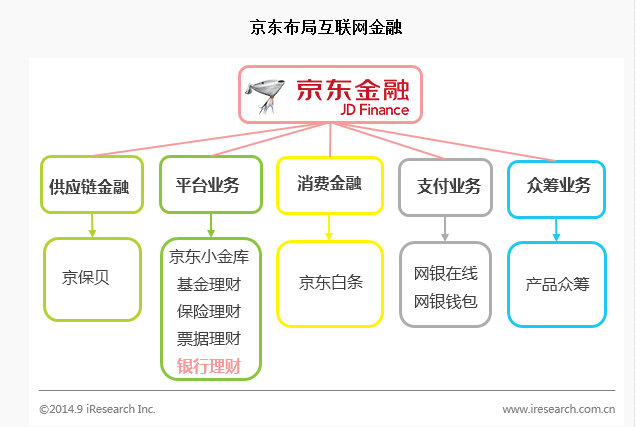 京东布局互联网金融
京东金融
JD Finance
供应链金融
平台业务
消费金融
支付业务
众筹业务
京保贝
京东小金库
基金理财
保险理财
票据理财
银行理财
京东白条
网银在线
网银钱包
产品众筹
©2014.9 iResearch Inc.
www.iresearch.com.cn